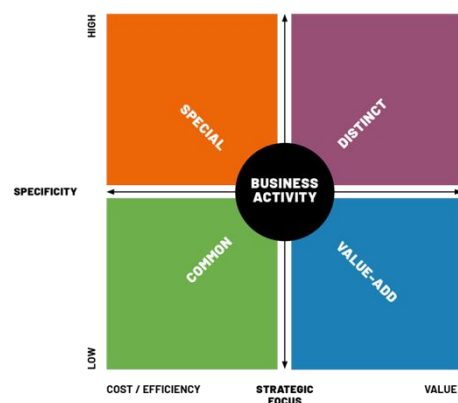 HIGH
SPECIAL
DISTINCT
SPECIFICITY
BUSINESS
ACTIVITY
COMMON
VALUE-ADD
LOW
COST / EFFICIENCY
STRATEGIC
FOCUS
VALUE